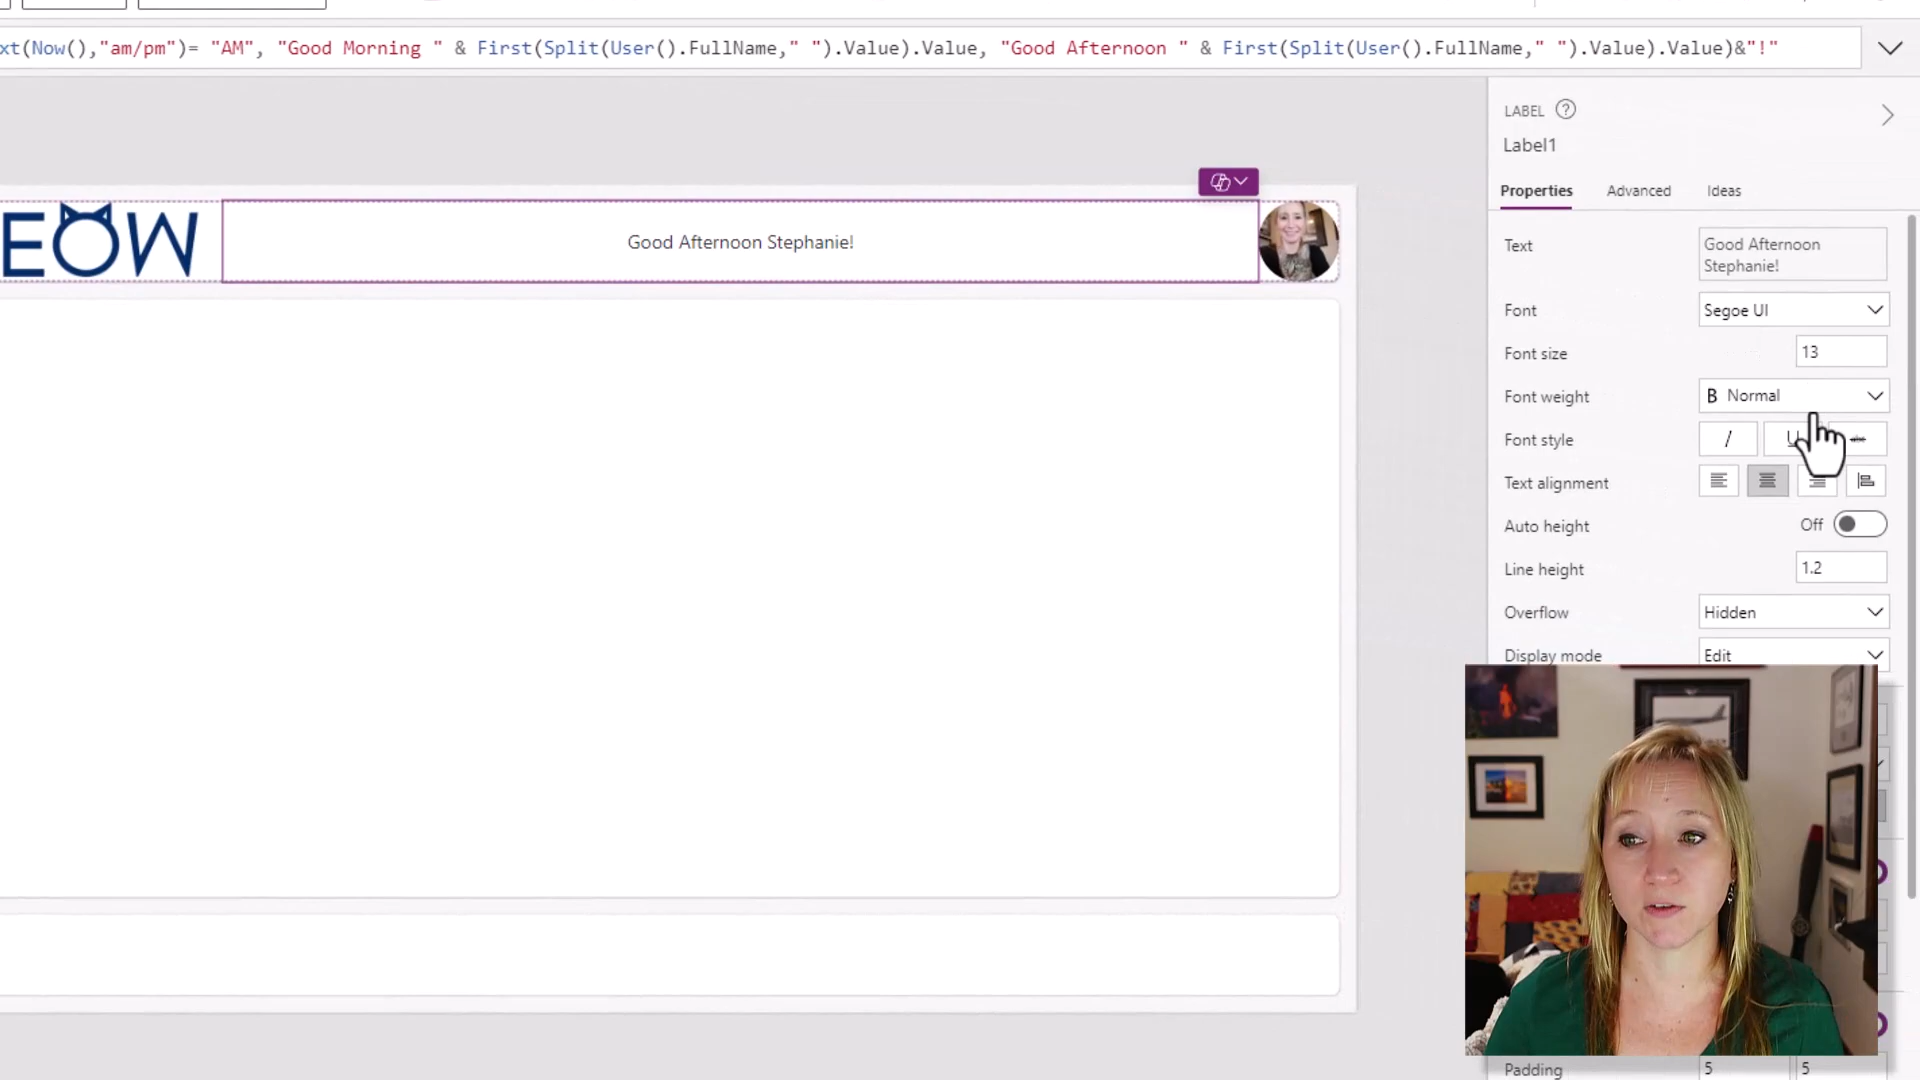 xt(Now(),"am/pm")= "AM", "Good Morning " & First(Split(User().FullName," ").Value).Value, "Good Afternoon " & First(Split(User().FullName," ").Value).Value)&"!"
LABEL ?
Label1
Properties Advanced Ideas
EOW
Good Afternoon Stephanie!
Text Good Afternoon
Stephanie!
Font Segoe UI
Font size 13
Font weight B Normal
Font style / U abc
Text alignment
Auto height Off
Line height 1.2
Overflow Hidden
Display mode Edit
Padding 5 5